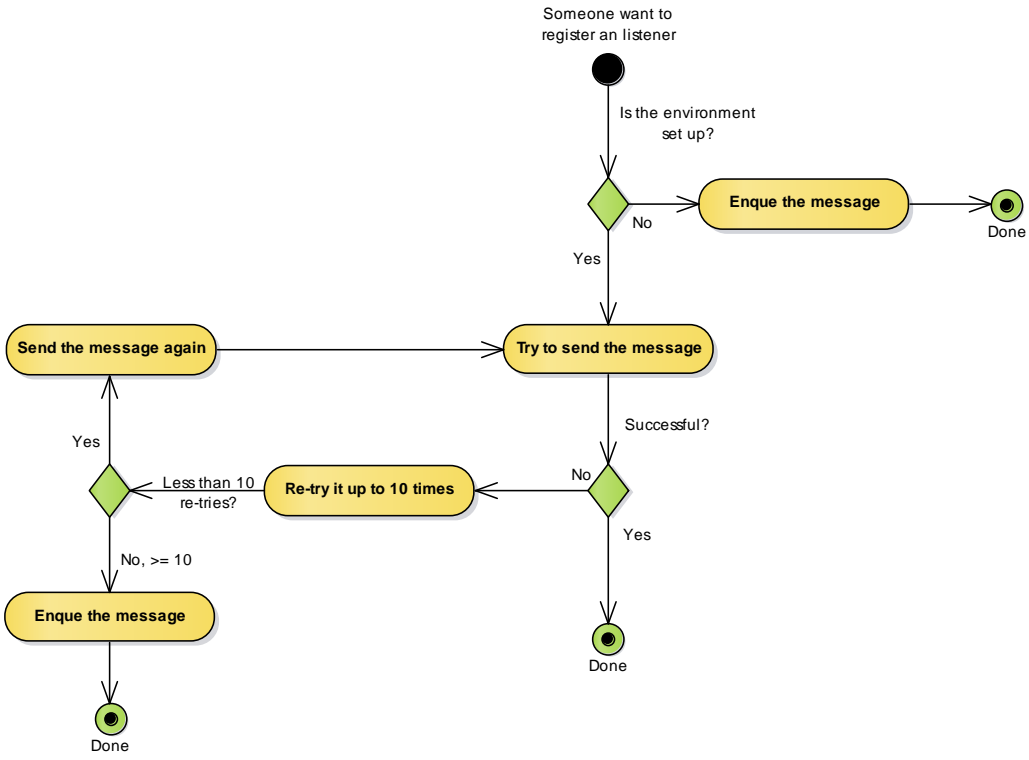 Someone want to
register an listener
Is the environment
set up?
Enque the message
No
Done
Yes
Send the message again
Try to send the message
Successful?
Yes
No
Less than 10
re-tries?
Re-try it up to 10 times
Yes
No, >= 10
Enque the message
Done
Done